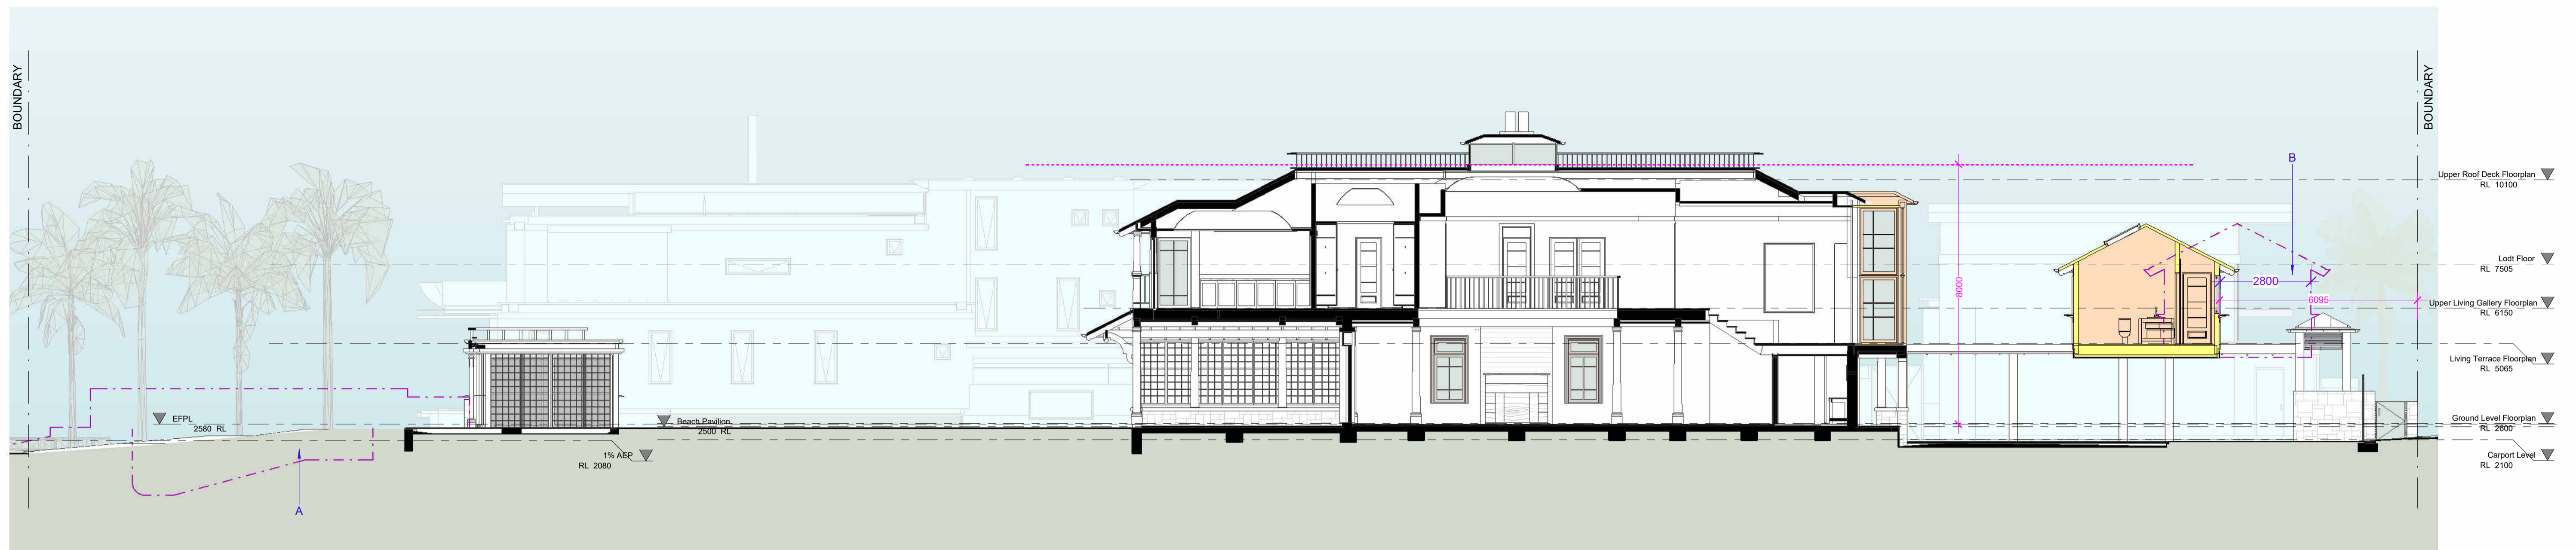 BOUNDARY
BOUNDARY
B
Upper Roof Deck Floorplan
RL 10100
Lodt Floor
RL 7505
2800
8000
6095
Upper Living Gallery Floorplan
RL 6150
Living Terrace Floorplan
RL 5065
EFPL
2580 RL
Beach Pavilion
2500 RL
Ground Level Floorplan
RL 2600
1% AEP
RL 2080
Carport Level
RL 2100
A